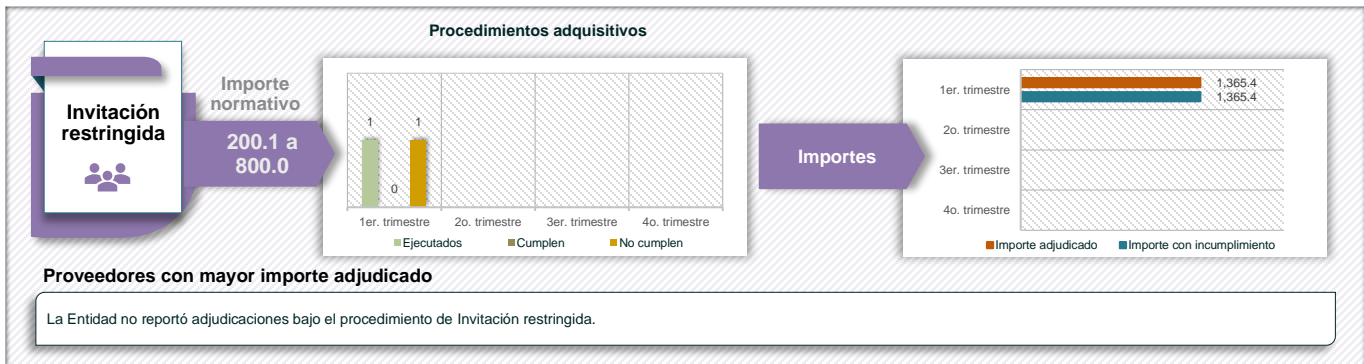 Procedimientos adquisitivos
Invitación
restringida
Importe
normativo
200.1 a
800.0
1
0
1
1er. trimestre
2o. trimestre
3er. trimestre
4o. trimestre
Ejecutados
Cumplen
No cumplen
Importes
1er. trimestre
2o. trimestre
3er. trimestre
4o. trimestre
1,365.4
1,365.4
Importe adjudicado
Importe con incumplimiento
Proveedores con mayor importe adjudicado
La Entidad no reportó adjudicaciones bajo el procedimiento de Invitación restringida.